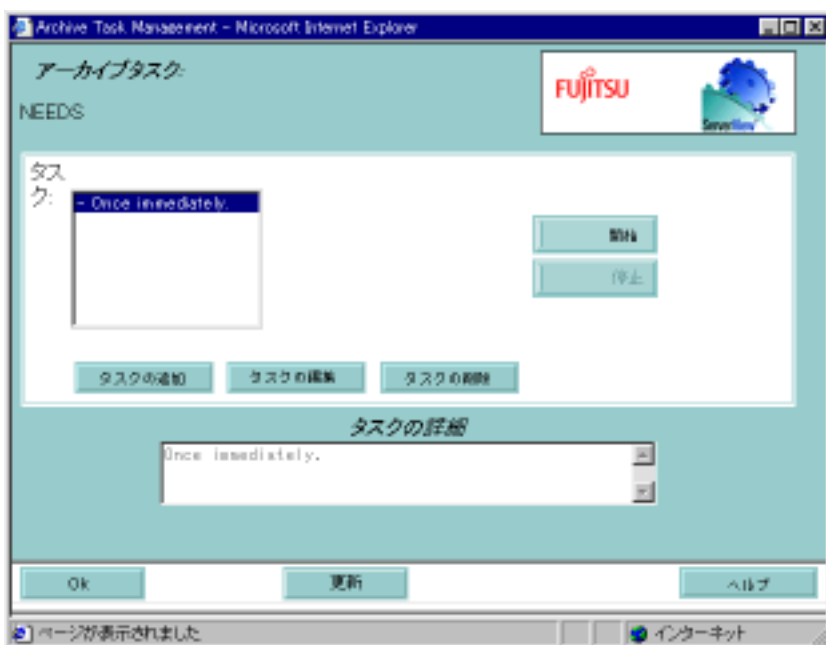 Archive Task Management - Microsoft Internet Explorer
アーカイブタスク:
FUJITSU
ServerView
NEEDS
タス
ク:
- Once immediately.
開始
停止
タスクの追加 タスクの編集 タスクの削除
タスクの詳細
Once immediately.
Ok 更新 ヘルプ
ページが表示されました インターネット